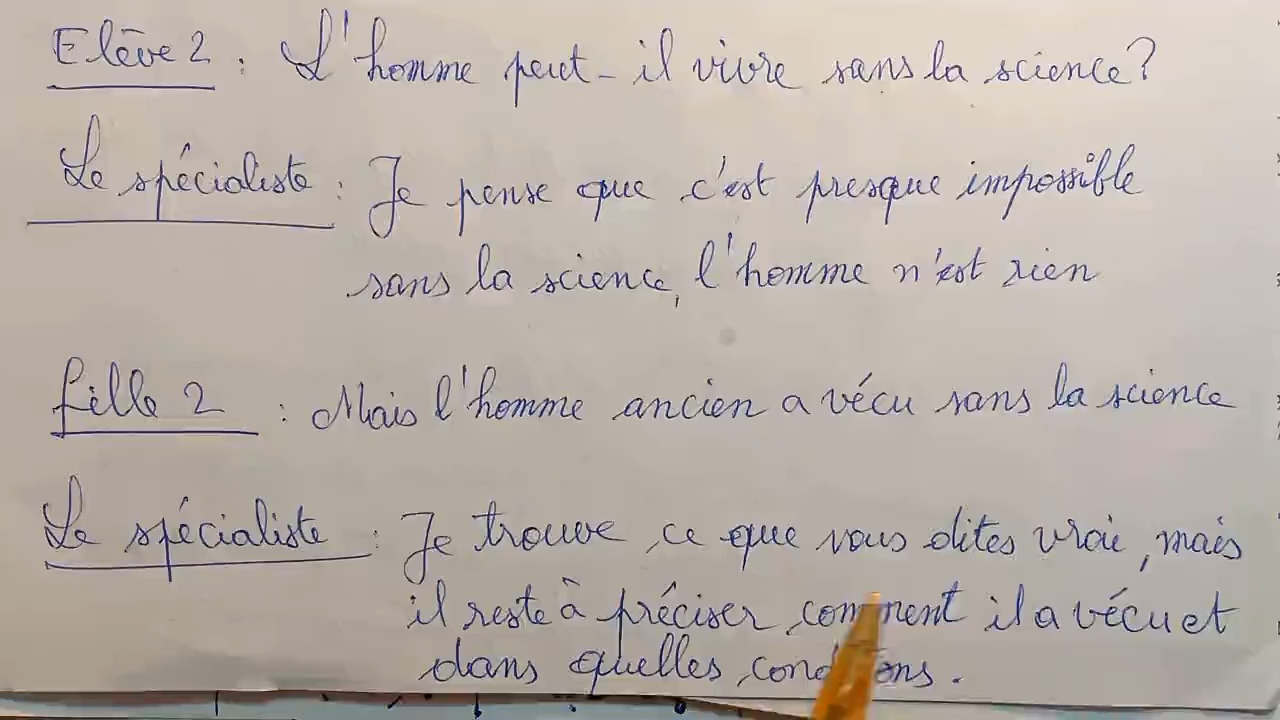 Elève 2 : L'homme peut-il vivre sans la science?
Le spécialiste : Je pense que c'est presque impossible
sans la science, l'homme n'est rien
fille 2 : Mais l'homme ancien a vécu sans la science
Le spécialiste : Je trouve ce que vous dites vrai, mais
il reste à préciser comment il a vécu et
dans quelles conditions.